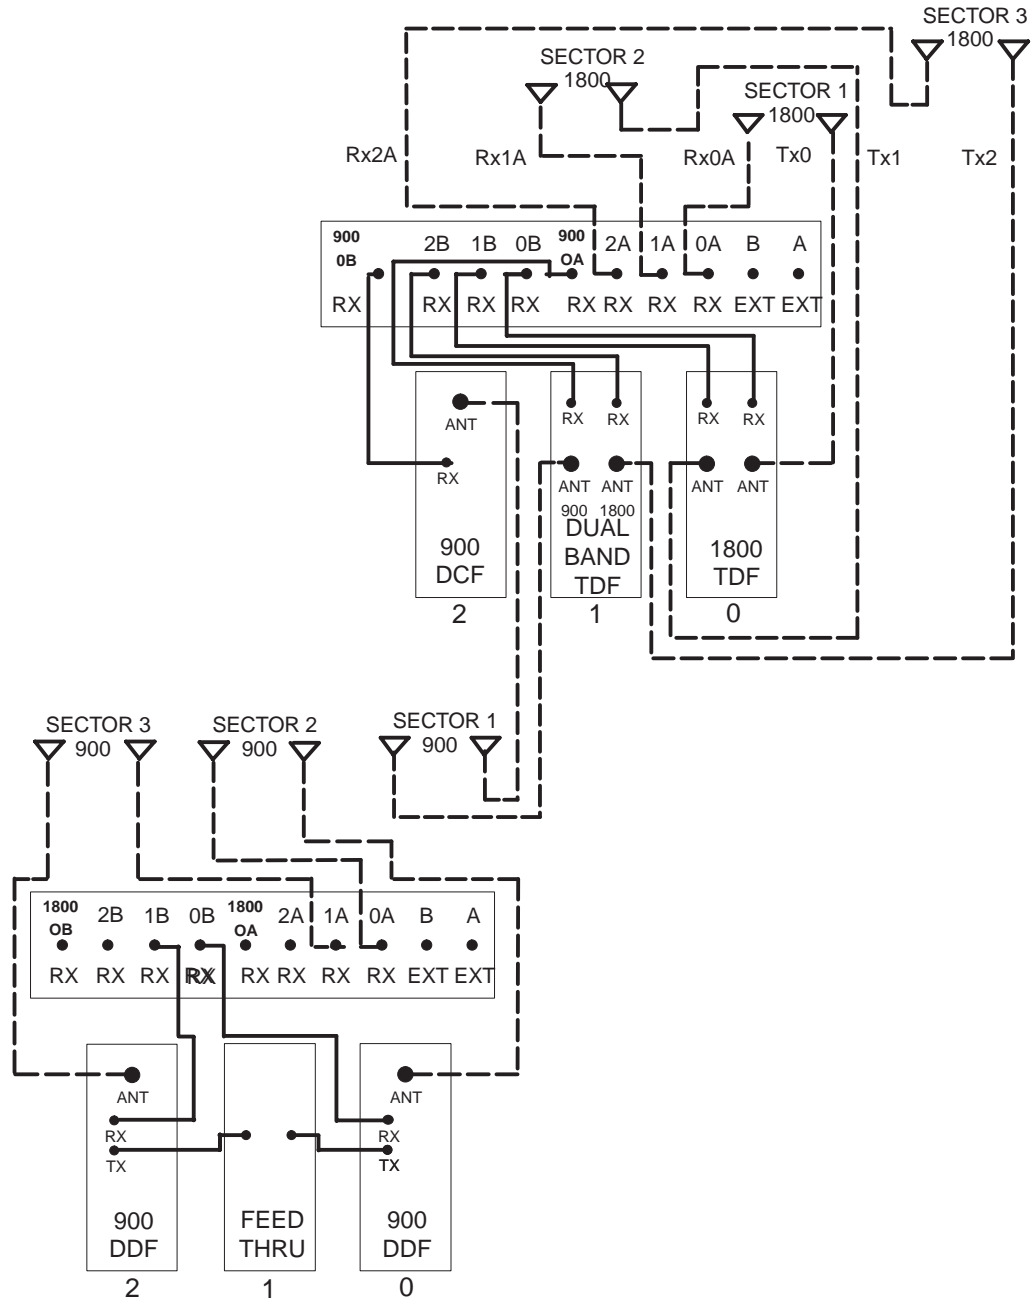 SECTOR 3
1800
SECTOR 2
1800
SECTOR 1
1800
Rx2A
Rx1A
Rx0A
Tx0
Tx1
Tx2
900 2B 1B 0B 900 2A 1A 0A B A
0B OA
RX RX RX RX RX RX RX RX EXT EXT
ANT
RX
900
DCF
2
RX RX
ANT ANT
900 1800
DUAL
BAND
TDF
1
RX RX
ANT ANT
1800
TDF
0
SECTOR 3
900
SECTOR 2
900
SECTOR 1
900
1800 2B 1B 0B 1800 2A 1A 0A B A
OB OA
RX RX RX RX RX RX RX RX EXT EXT
ANT
RX
TX
900
DDF
2
FEED
THRU
1
ANT
RX
TX
900
DDF
0